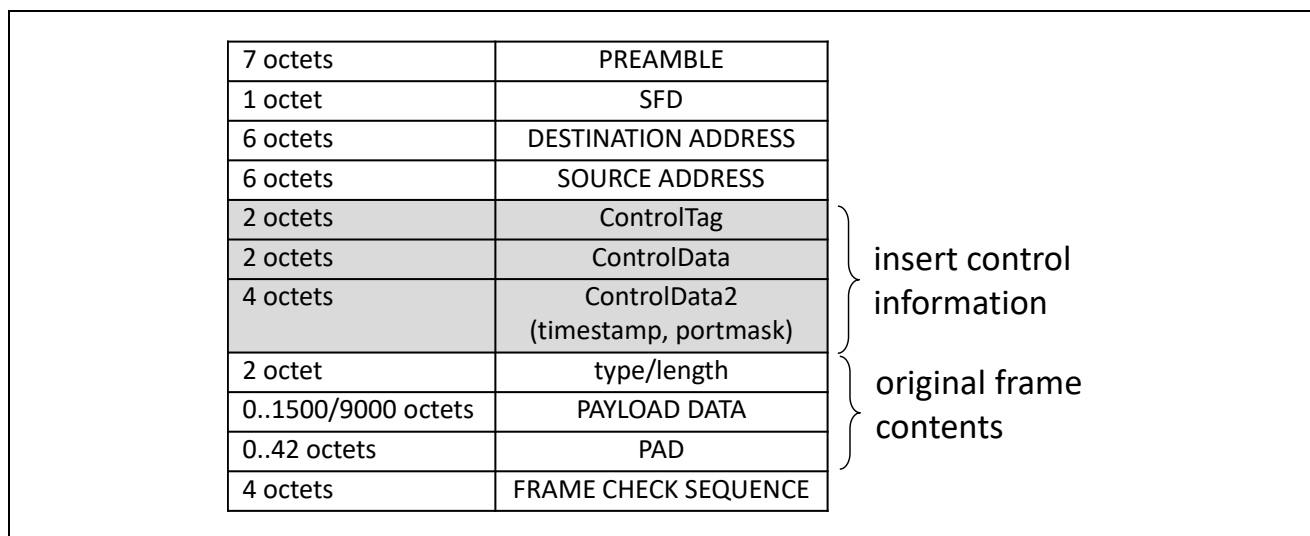 7 octets PREAMBLE
1 octet SFD
6 octets DESTINATION ADDRESS
6 octets SOURCE ADDRESS
2 octets ControlTag
2 octets ControlData
4 octets ControlData2
(timestamp, portmask)
insert control
information
2 octet type/length
0..1500/9000 octets PAYLOAD DATA
0..42 octets PAD
original frame
contents
4 octets FRAME CHECK SEQUENCE